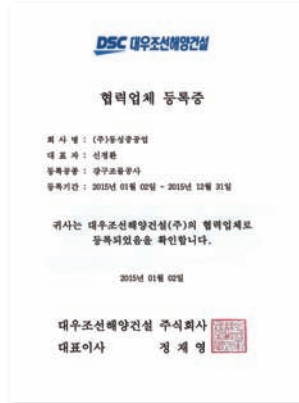 DSC 대우조선해양건설
협력업체 등록증
회 사 명 : (주)동성중공업
대 표 자 : 신정환
등록공종 : 강구조물공사
등록기간 : 2015년 01월 02일 - 2015년 12월 31일
귀사는 대우조선해양건설(주)의 협력업체로
등록되었음을 확인합니다.
2015년 01월 02일
대우조선해양건설 주식회사
대표이사 정 재 영